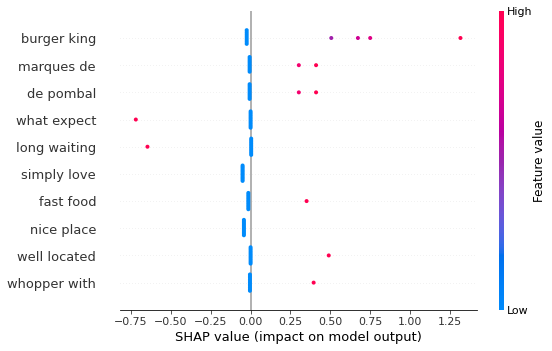 High
burger king
marques de
de pombal
what expect
long waiting
simply love
fast food
nice place
well located
whopper with
Feature value
Low
−0.75 −0.50 −0.25 0.00 0.25 0.50 0.75 1.00 1.25
SHAP value (impact on model output)